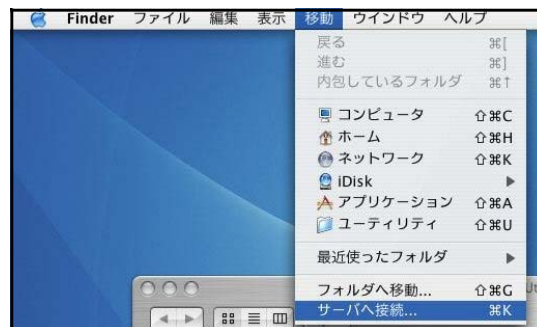 Finder ファイル 編集 表示 移動 ウインドウ ヘルプ
戻る ⌘[
進む ⌘]
内包しているフォルダ ⌘↑
コンピュータ ⇧⌘C
ホーム ⇧⌘H
ネットワーク ⇧⌘K
iDisk
アプリケーション ⇧⌘A
ユーティリティ ⇧⌘U
最近使ったフォルダ
フォルダへ移動... ⇧⌘G
サーバへ接続... ⌘K